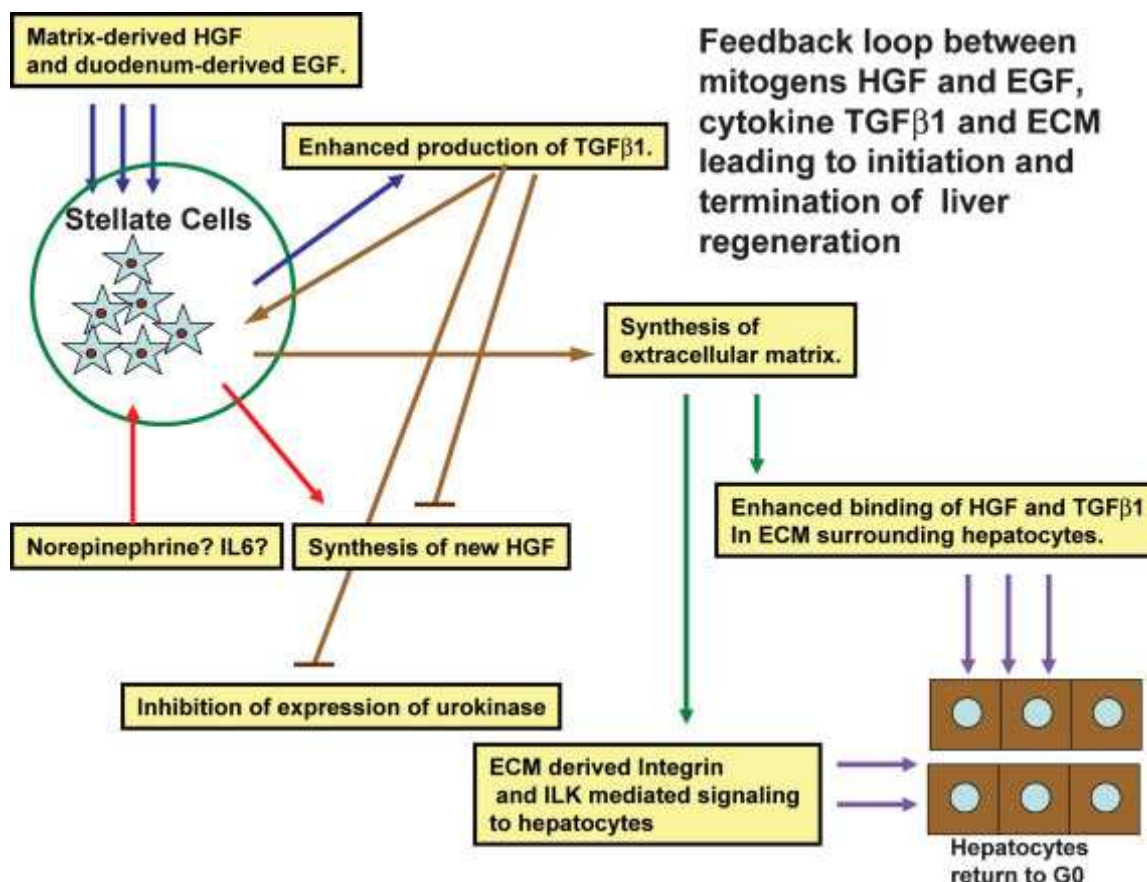 Matrix-derived HGF
and duodenum-derived EGF.
Feedback loop between
mitogens HGF and EGF,
cytokine TGFβ1 and ECM
leading to initiation and
termination of liver
regeneration
Enhanced production of TGFβ1.
Stellate Cells
Synthesis of
extracellular matrix.
Enhanced binding of HGF and TGFβ1
In ECM surrounding hepatocytes.
Norepinephrine? IL6?
Synthesis of new HGF
Inhibition of expression of urokinase
ECM derived Integrin
and ILK mediated signaling
to hepatocytes
Hepatocytes
return to G0